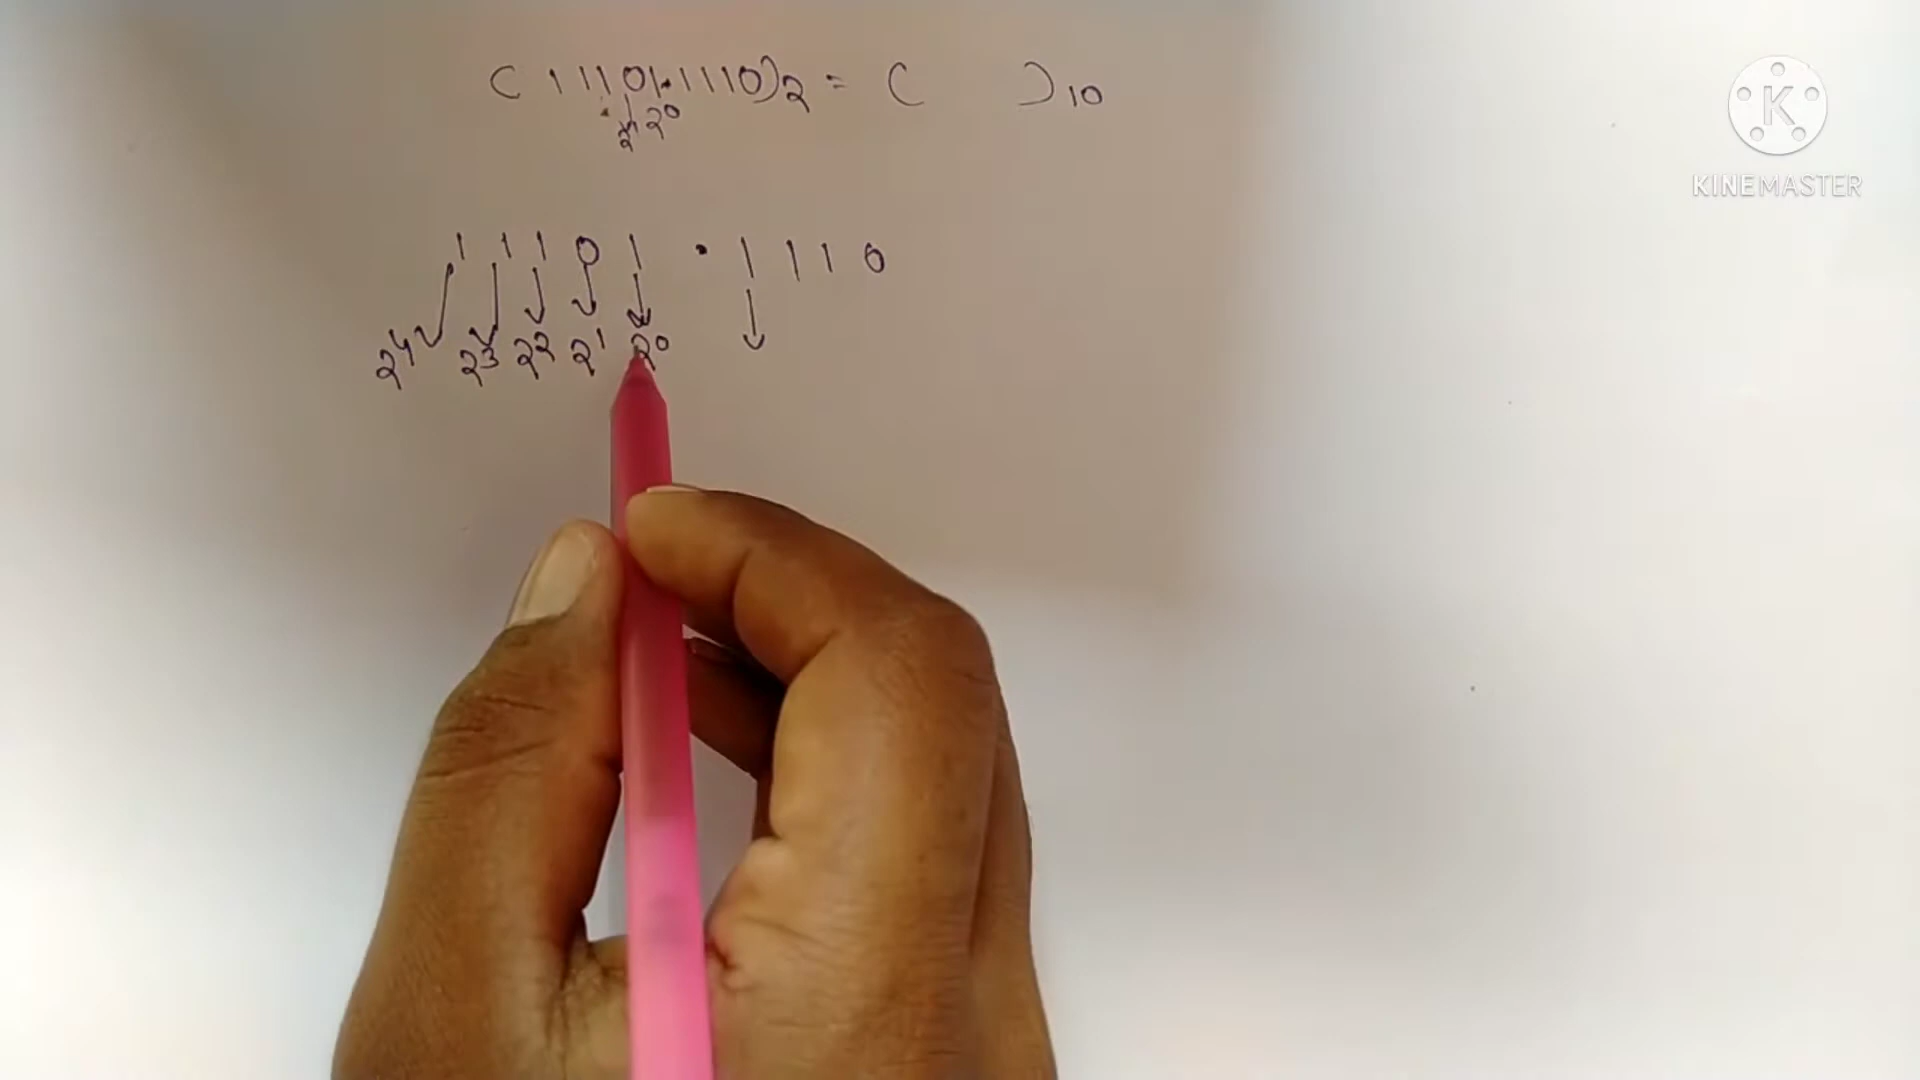 (11101.1110)2 = ( )10
2¹ 2⁰
1 1 1 0 1 . 1 1 1 0
2⁴ 2³ 2² 2¹ 2⁰
K
KINEMASTER